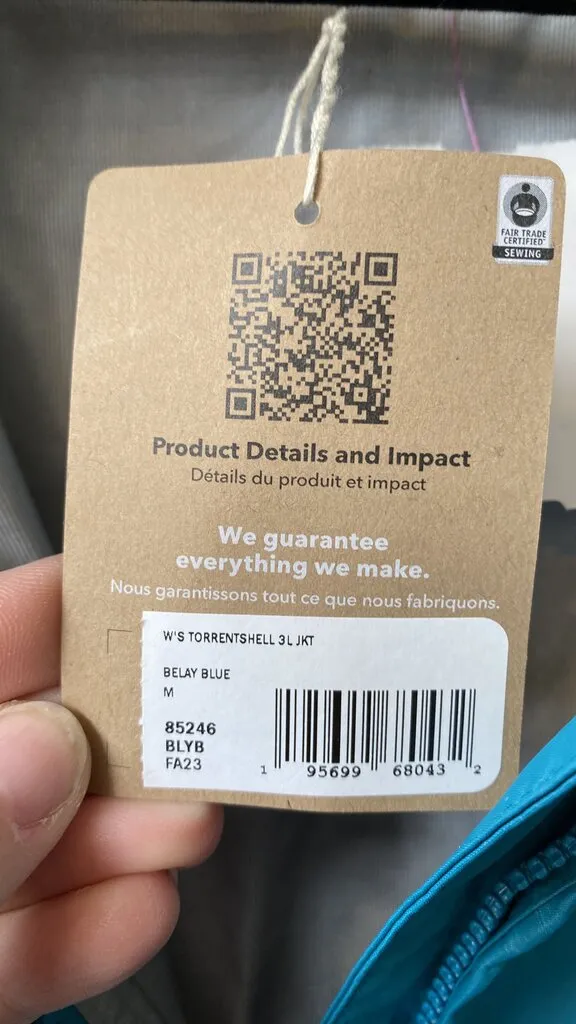 FAIR TRADE
CERTIFIED
SEWING
Product Details and Impact
Détails du produit et impact
We guarantee
everything we make.
Nous garantissons tout ce que nous fabriquons.
W'S TORRENTSHELL 3L JKT
BELAY BLUE
M
85246
BLYB
FA23
1 95699 68043 2